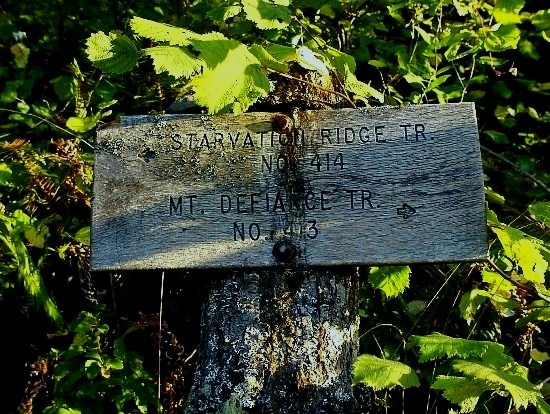 STARVATION RIDGE TR.
NO. 414
MT. DEFIANCE TR. ⇨
NO. 413